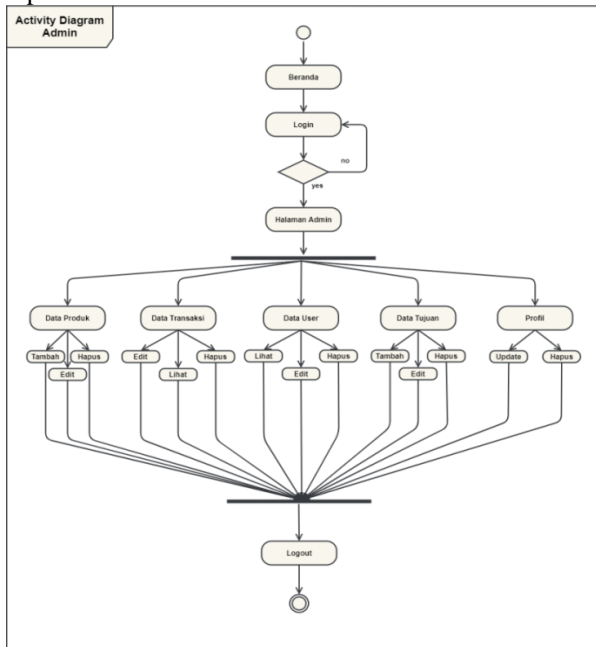 Activity Diagram
Admin
Beranda
Login
no
yes
Halaman Admin
Data Produk
Data Transaksi
Data User
Data Tujuan
Profil
Tambah
Hapus
Edit
Edit
Hapus
Lihat
Lihat
Hapus
Edit
Tambah
Hapus
Edit
Update
Hapus
Logout